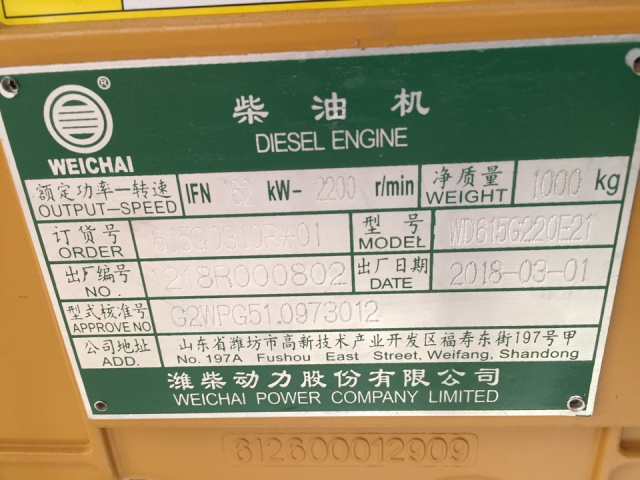 ®
WEICHAI
柴油机
DIESEL ENGINE
额定功率—转速 IFN 162 kW- 2200 r/min 净质量 1000 kg
OUTPUT—SPEED WEIGHT
订货号 型号 WD615G220E21
ORDER MODEL
出厂编号 1218R000802 出厂日期 2018-03-01
NO. DATE
型式核准号 G2WPG51.0973012
APPROVE NO
公司地址 山东省潍坊市高新技术产业开发区福寿东街197号甲
ADD. No.197A Fushou East Street, Weifang, Shandong
潍柴动力股份有限公司
WEICHAI POWER COMPANY LIMITED
612600012909